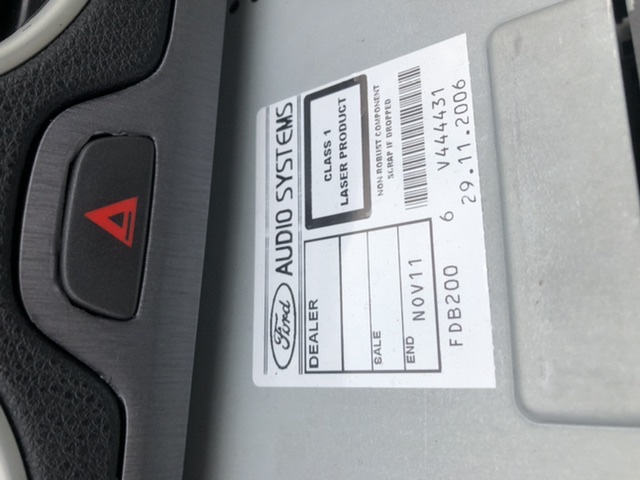 Ford AUDIO SYSTEMS
DEALER
SALE
END NOV11
CLASS 1
LASER PRODUCT
NON ROBUST COMPONENT
SCRAP IF DROPPED
6 V444431
FDB200 29.11.2006